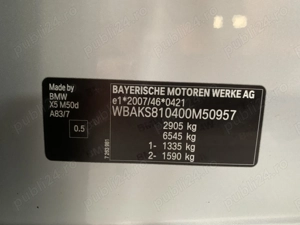 Made by
BMW
X5 M50d
A83/7
0.5
BAYERISCHE MOTOREN WERKE AG
e1*2007/46*0421
WBAKS810400M50957
2905 kg
6545 kg
1- 1335 kg
2- 1590 kg